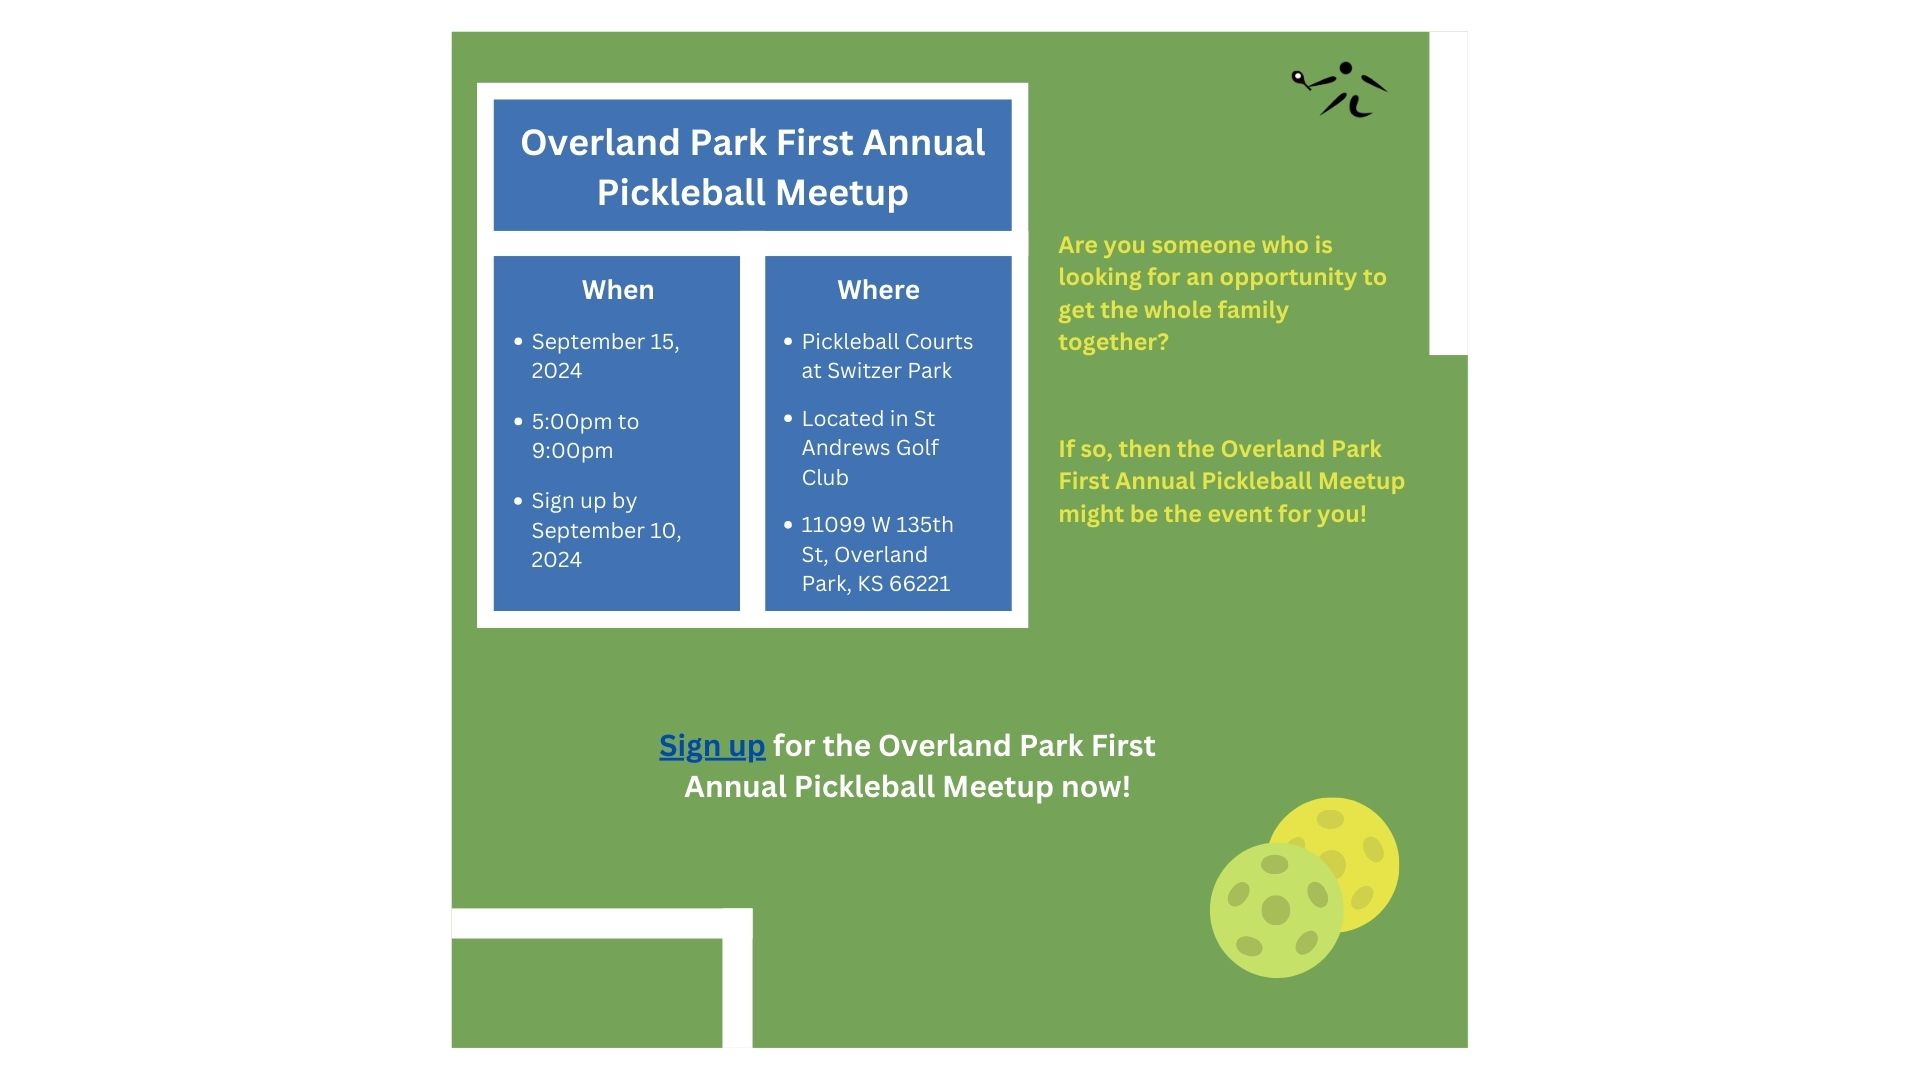 Overland Park First Annual
Pickleball Meetup
When
• September 15,
2024
• 5:00pm to
9:00pm
• Sign up by
September 10,
2024
Where
• Pickleball Courts
at Switzer Park
• Located in St
Andrews Golf
Club
• 11099 W 135th
St, Overland
Park, KS 66221
Are you someone who is
looking for an opportunity to
get the whole family
together?
If so, then the Overland Park
First Annual Pickleball Meetup
might be the event for you!
Sign up for the Overland Park First
Annual Pickleball Meetup now!